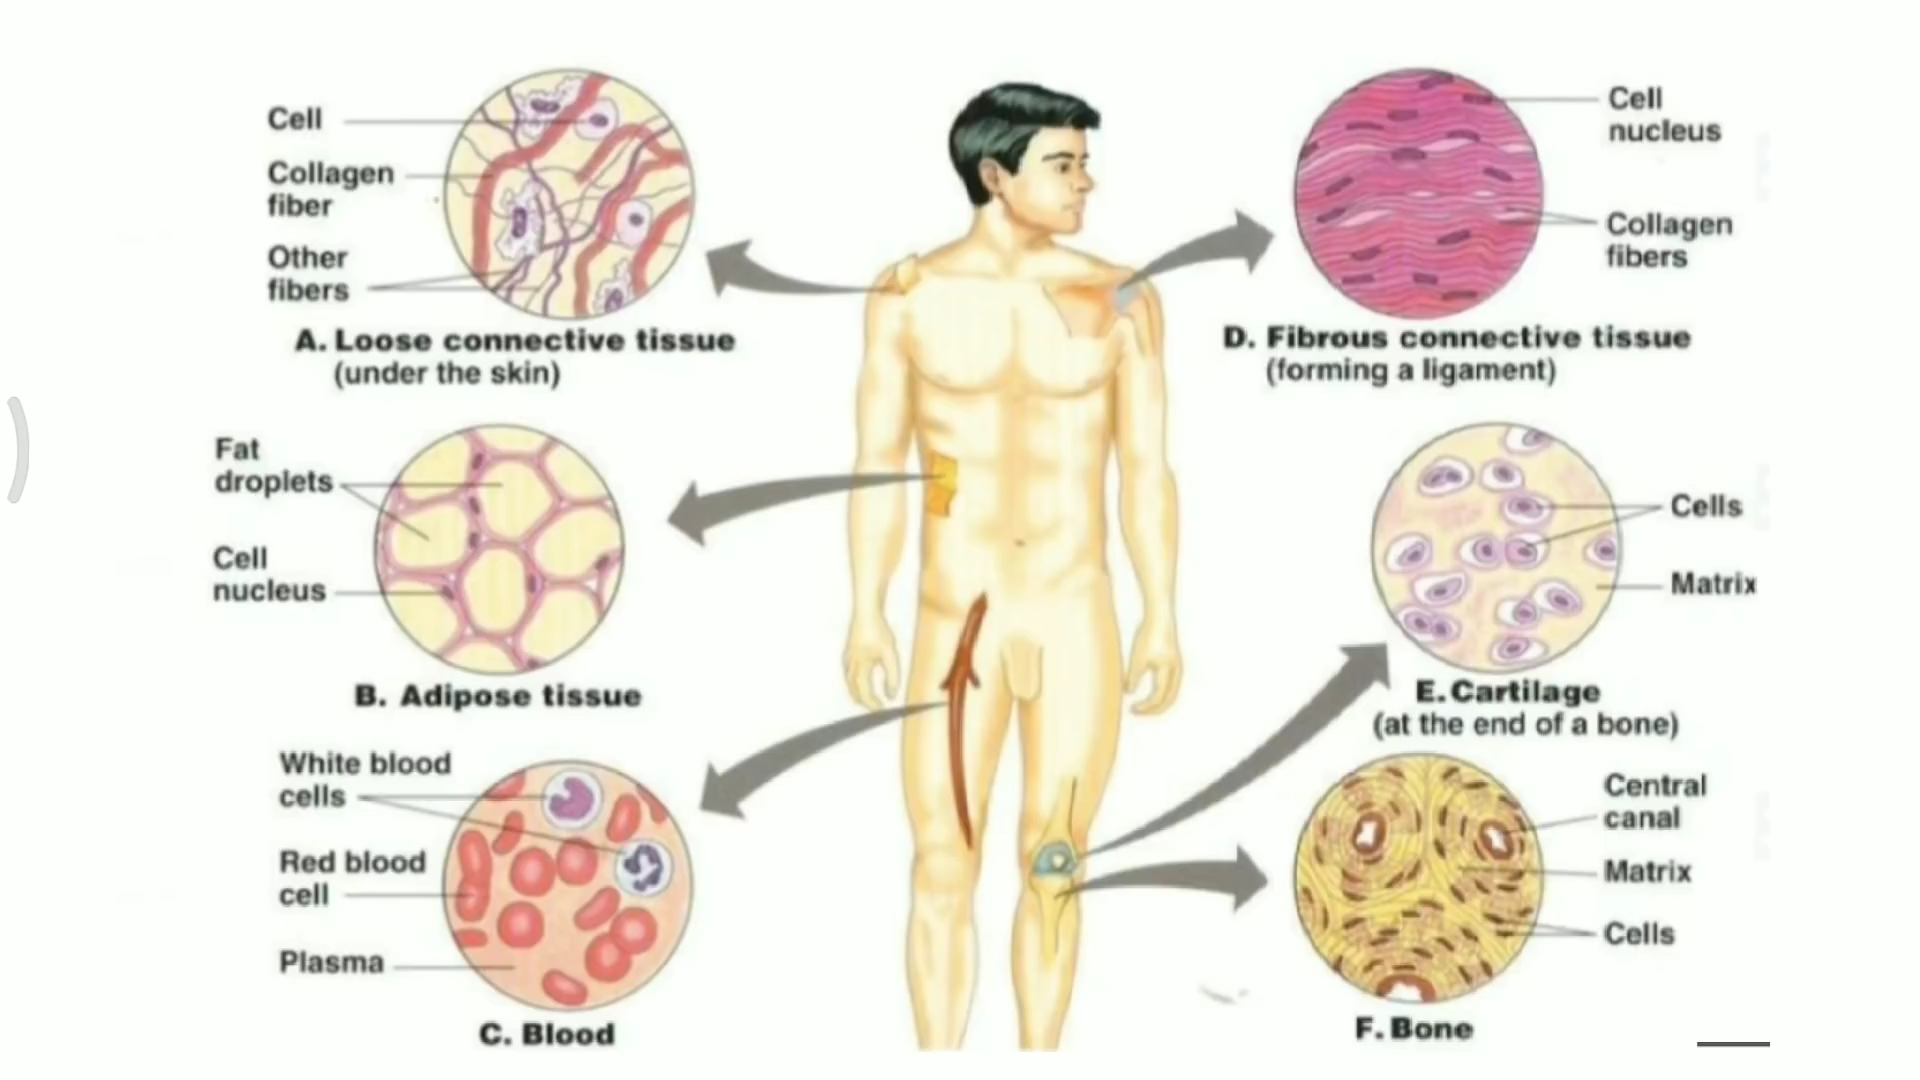 Cell
Collagen
fiber
Other
fibers
A. Loose connective tissue
(under the skin)
Fat
droplets
Cell
nucleus
B. Adipose tissue
White blood
cells
Red blood
cell
Plasma
C. Blood
Cell
nucleus
Collagen
fibers
D. Fibrous connective tissue
(forming a ligament)
Cells
Matrix
E. Cartilage
(at the end of a bone)
Central
canal
Matrix
Cells
F. Bone